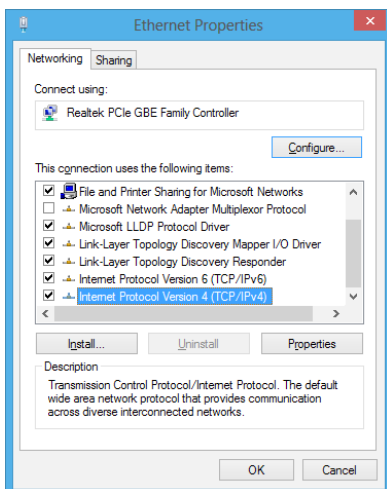 Ethernet Properties
Networking
Sharing
Connect using:
Realtek PCIe GBE Family Controller
Configure...
This connection uses the following items:
File and Printer Sharing for Microsoft Networks
Microsoft Network Adapter Multiplexor Protocol
Microsoft LLDP Protocol Driver
Link-Layer Topology Discovery Mapper I/O Driver
Link-Layer Topology Discovery Responder
Internet Protocol Version 6 (TCP/IPv6)
Internet Protocol Version 4 (TCP/IPv4)
Install... Uninstall Properties
Description
Transmission Control Protocol/Internet Protocol. The default
wide area network protocol that provides communication
across diverse interconnected networks.
OK Cancel